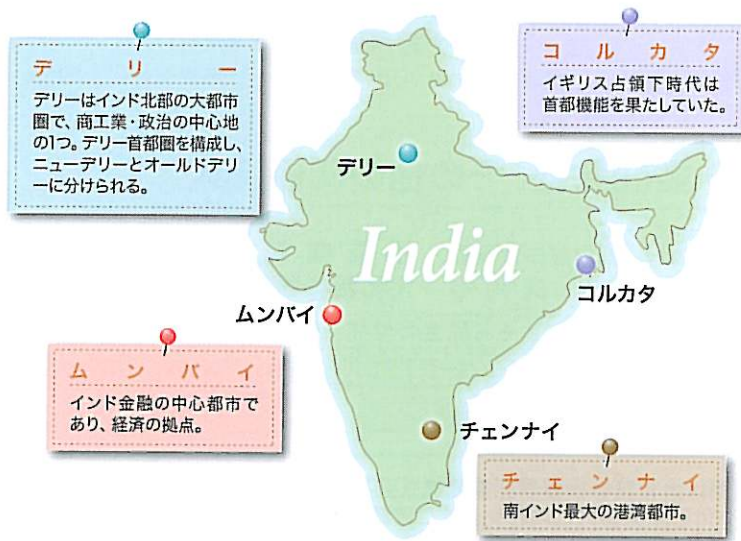 デリー
デリーはインド北部の大都市
圏で、商工業・政治の中心地
の1つ。デリー首都圏を構成し、
ニューデリーとオールドデリ
ーに分けられる。
コルカタ
イギリス占領下時代は
首都機能を果たしていた。
デリー
India
コルカタ
ムンバイ
ムンバイ
インド金融の中心都市で
あり、経済の拠点。
チェンナイ
チェンナイ
南インド最大の港湾都市。